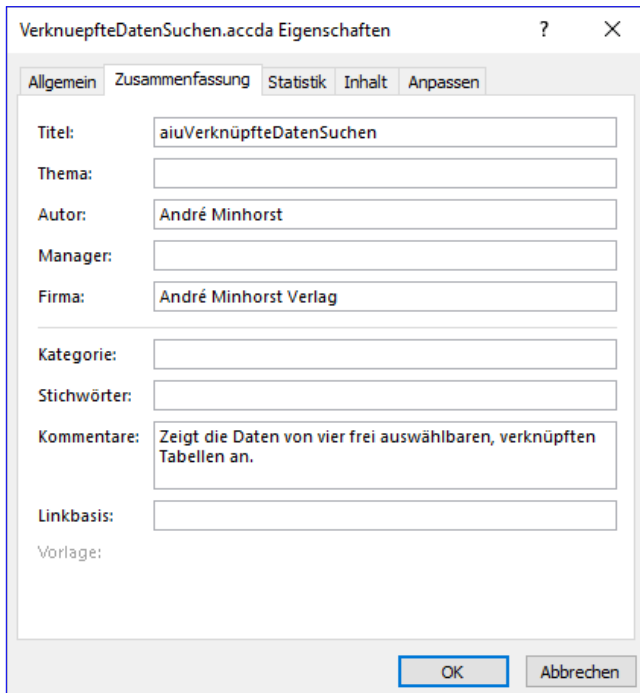 VerknuepfteDatenSuchen.accda Eigenschaften ?
Allgemein Zusammenfassung Statistik Inhalt Anpassen
Titel: aiuVerknüpfteDatenSuchen
Thema:
Autor: André Minhorst
Manager:
Firma: André Minhorst Verlag
Kategorie:
Stichwörter:
Kommentare: Zeigt die Daten von vier frei auswählbaren, verknüpften
Tabellen an.
Linkbasis:
Vorlage:
OK Abbrechen